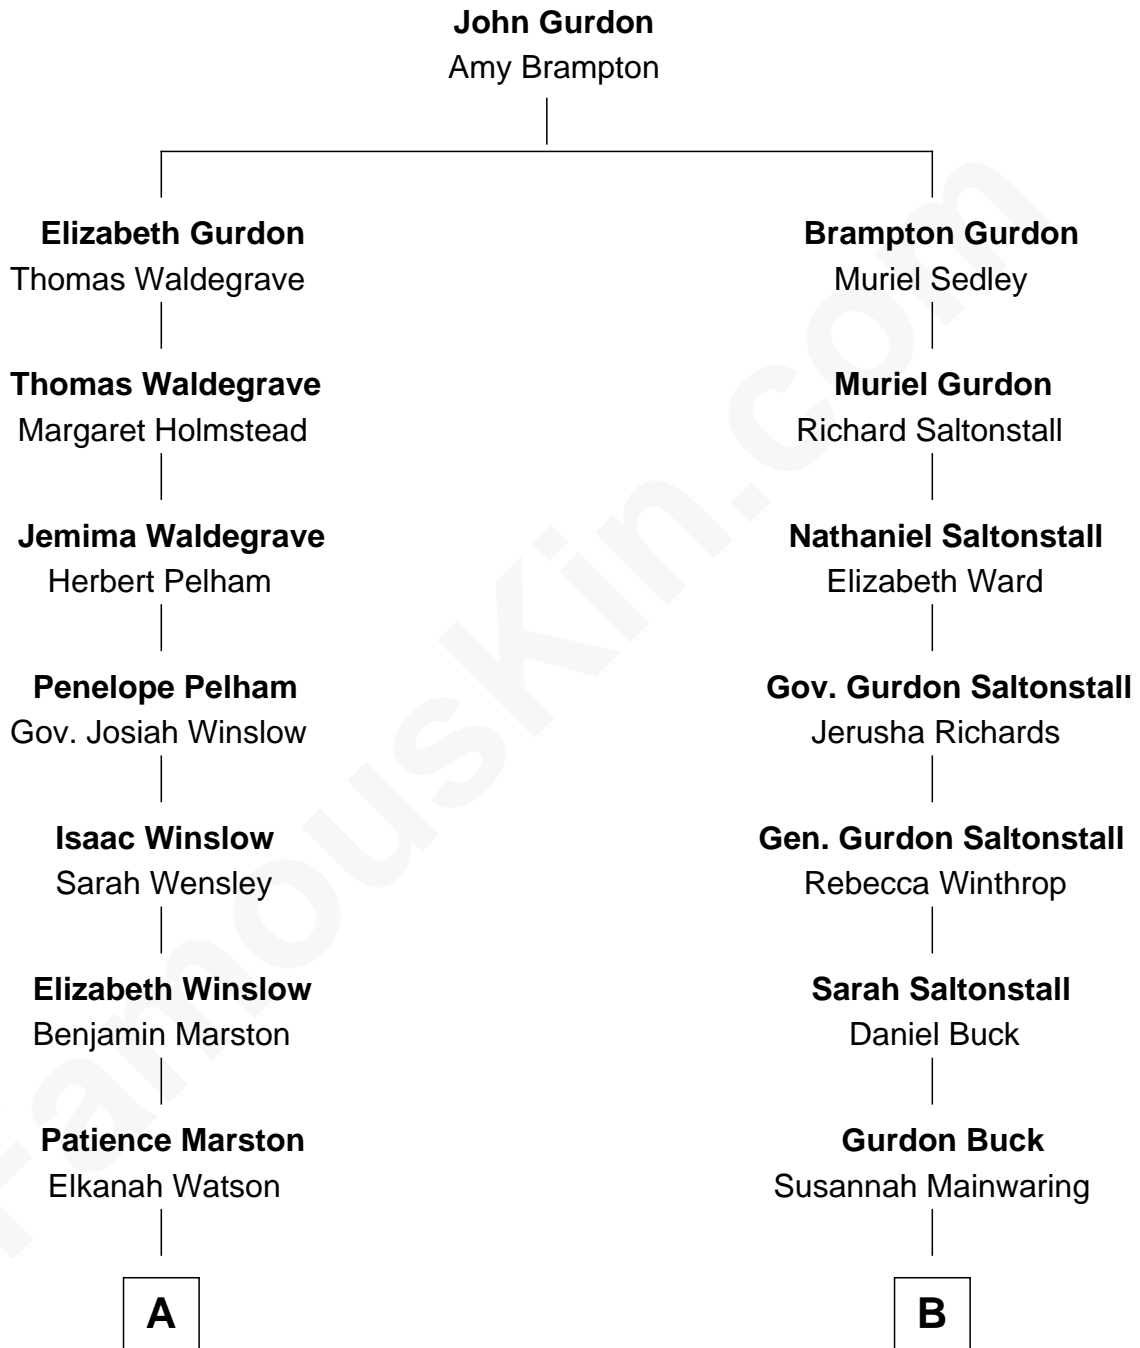 John Gurdon
Amy Brampton
Elizabeth Gurdon
Thomas Waldegrave
Brampton Gurdon
Muriel Sedley
Thomas Waldegrave
Margaret Holmstead
Muriel Gurdon
Richard Saltonstall
Jemima Waldegrave
Herbert Pelham
Nathaniel Saltonstall
Elizabeth Ward
Penelope Pelham
Gov. Josiah Winslow
Gov. Gurdon Saltonstall
Jerusha Richards
Isaac Winslow
Sarah Wensley
Gen. Gurdon Saltonstall
Rebecca Winthrop
Elizabeth Winslow
Benjamin Marston
Sarah Saltonstall
Daniel Buck
Patience Marston
Elkanah Watson
Gurdon Buck
Susannah Mainwaring
A
B
FamousKin.com